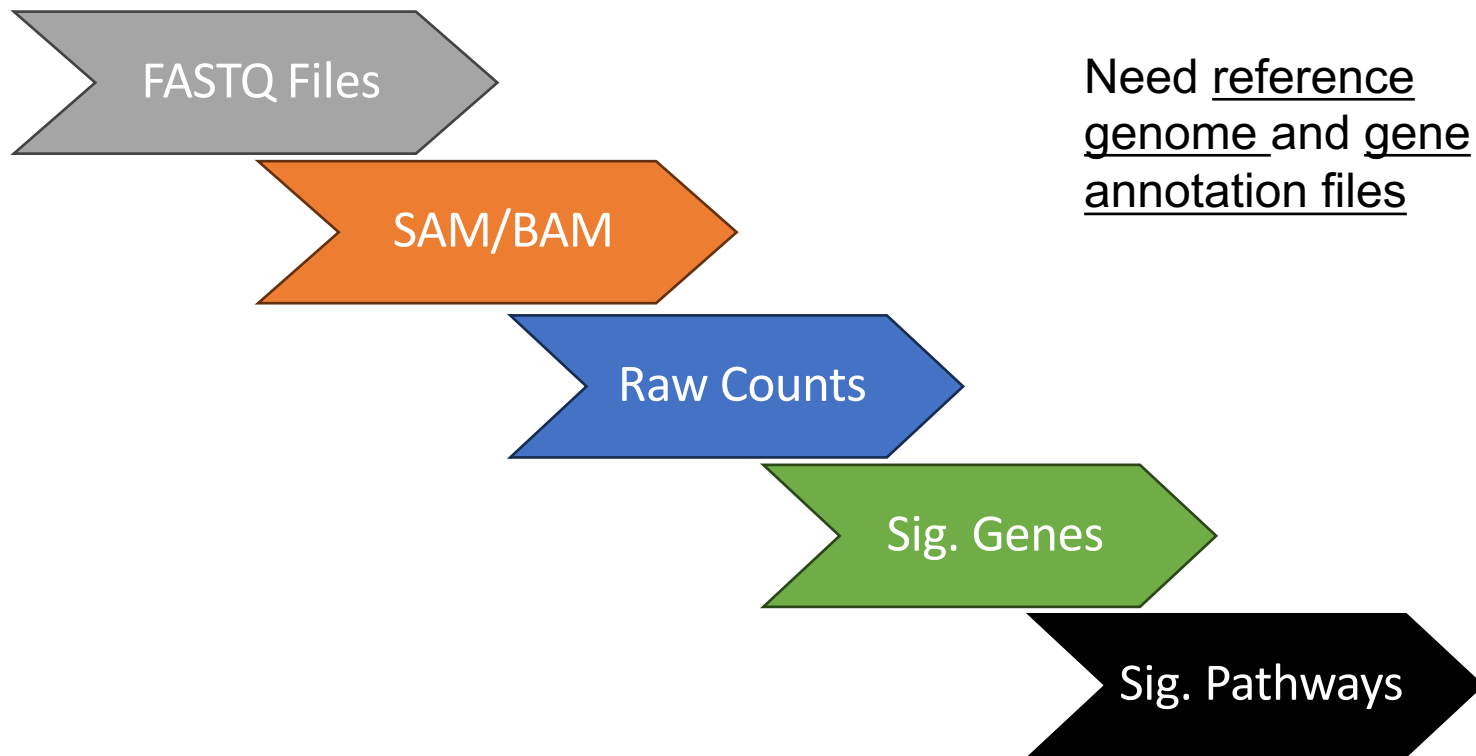 FASTQ Files
Need reference
genome and gene
annotation files
SAM/BAM
Raw Counts
Sig. Genes
Sig. Pathways